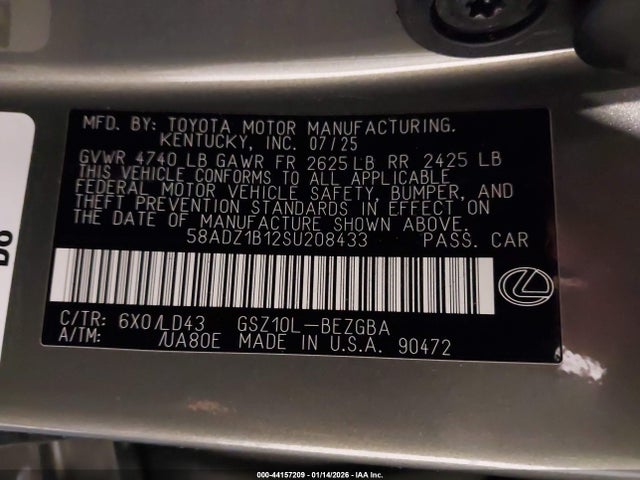 MFD. BY: TOYOTA MOTOR MANUFACTURING.
KENTUCKY, INC. 07/25
GVWR 4740 LB GAWR FR 2625 LB RR 2425 LB
THIS VEHICLE CONFORMS TO ALL APPLICABLE
FEDERAL MOTOR VEHICLE SAFETY, BUMPER, AND
THEFT PREVENTION STANDARDS IN EFFECT ON
THE DATE OF MANUFACTURE SHOWN ABOVE.
58ADZ1B12SU208433 PASS. CAR
C/TR: 6X0/LD43 GSZ10L-BEZGBA
A/TM: /UA80E MADE IN U.S.A. 90472
DO
000-44157209 - 01/14/2026 - IAA Inc.